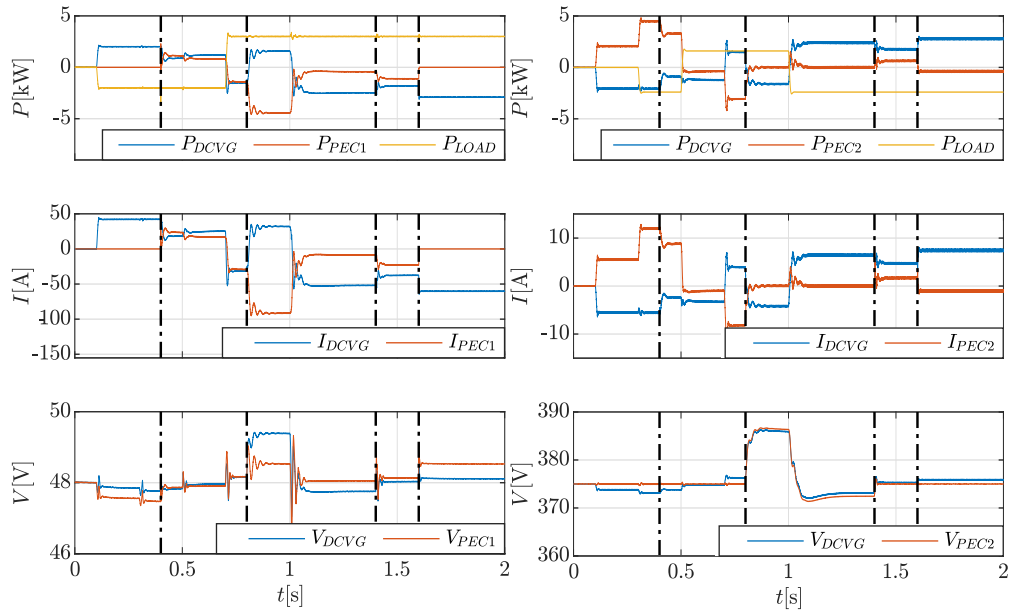 5
0
-5
P[kW]
P_DCVG P_PEC1 P_LOAD
5
0
-5
P[kW]
P_DCVG P_PEC2 P_LOAD
50
0
-50
-100
-150
I[A]
I_DCVG I_PEC1
10
0
-10
I[A]
I_DCVG I_PEC2
50
48
46
V[V]
V_DCVG V_PEC1
0 0.5 1 1.5 2
t[s]
390
375
360
V[V]
V_DCVG V_PEC2
0 0.5 1 1.5 2
t[s]